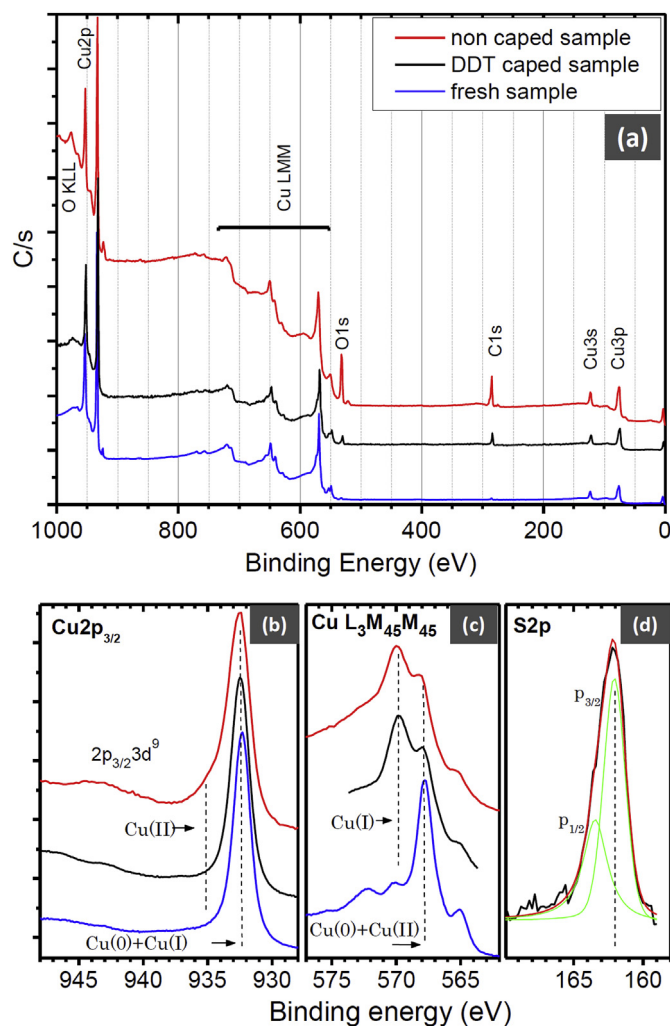 non caped sample
DDT caped sample
fresh sample
(a)
Cu2p
O KLL
Cu LMM
O1s
C1s
Cu3s
Cu3p
C/s
1000 800 600 400 200 0
Binding Energy (eV)
Cu2p3/2
(b)
2p3/23d9
Cu(II)
Cu(0)+Cu(I)
945 940 935 930
Cu L3M45M45
(c)
Cu(I)
Cu(0)+Cu(II)
575 570 565
S2p
(d)
p3/2
p1/2
165 160
Binding energy (eV)